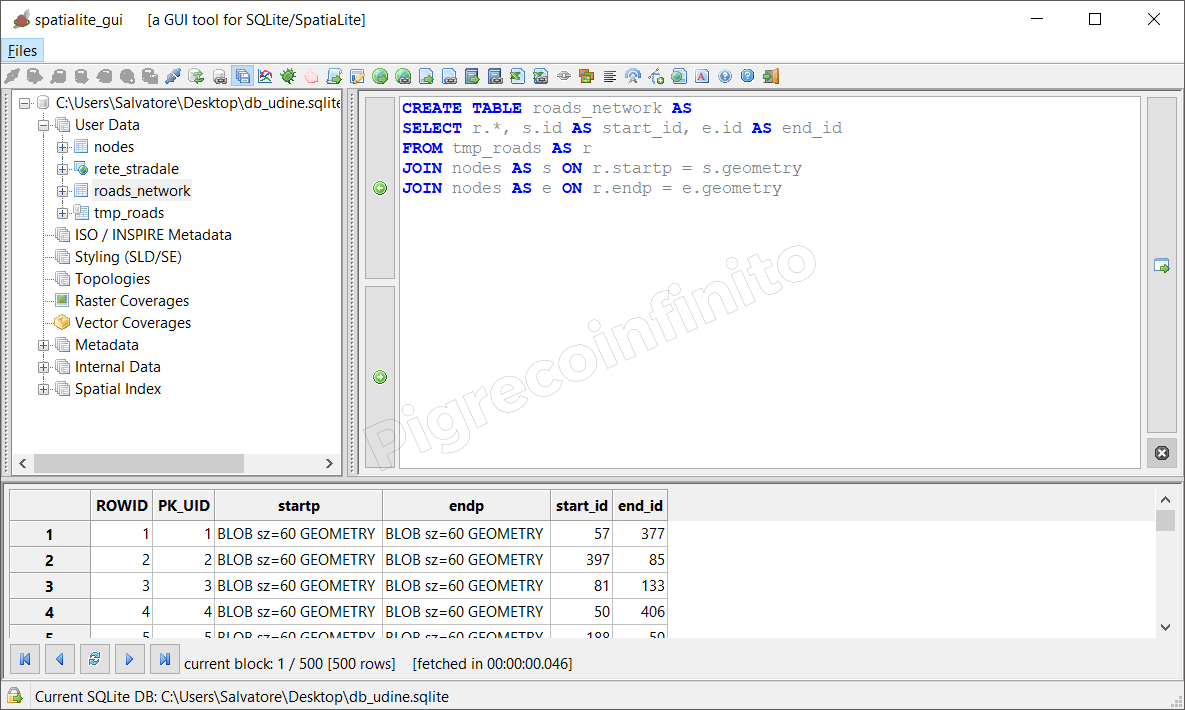 spatialite_gui [a GUI tool for SQLite/SpatiaLite]
Files
C:\Users\Salvatore\Desktop\db_udine.sqlite
User Data
nodes
rete_stradale
roads_network
tmp_roads
ISO / INSPIRE Metadata
Styling (SLD/SE)
Topologies
Raster Coverages
Vector Coverages
Metadata
Internal Data
Spatial Index
CREATE TABLE roads_network AS
SELECT r.*, s.id AS start_id, e.id AS end_id
FROM tmp_roads AS r
JOIN nodes AS s ON r.startp = s.geometry
JOIN nodes AS e ON r.endp = e.geometry
Pigrecoinfinito
ROWID PK_UID startp endp start_id end_id
1 1 1 BLOB sz=60 GEOMETRY BLOB sz=60 GEOMETRY 57 377
2 2 2 BLOB sz=60 GEOMETRY BLOB sz=60 GEOMETRY 397 85
3 3 3 BLOB sz=60 GEOMETRY BLOB sz=60 GEOMETRY 81 133
4 4 4 BLOB sz=60 GEOMETRY BLOB sz=60 GEOMETRY 50 406
5 5 5 BLOB sz=60 GEOMETRY BLOB sz=60 GEOMETRY 188 50
current block: 1 / 500 [500 rows] [fetched in 00:00:00.046]
Current SQLite DB: C:\Users\Salvatore\Desktop\db_udine.sqlite